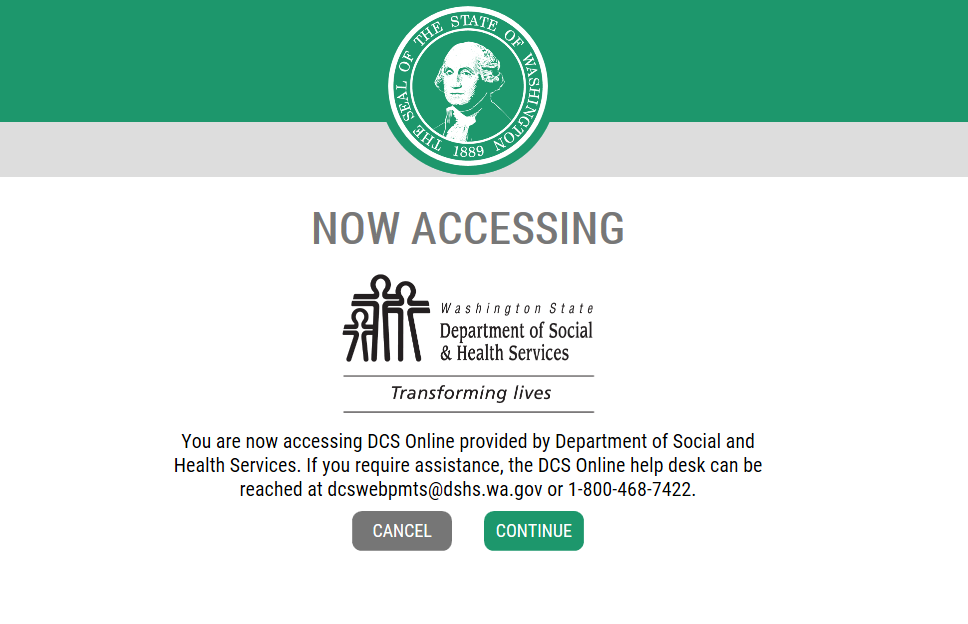 THE SEAL OF THE STATE OF WASHINGTON
1889
NOW ACCESSING
Washington State
Department of Social
& Health Services
Transforming lives
You are now accessing DCS Online provided by Department of Social and
Health Services. If you require assistance, the DCS Online help desk can be
reached at dcswebpmts@dshs.wa.gov or 1-800-468-7422.
CANCEL CONTINUE